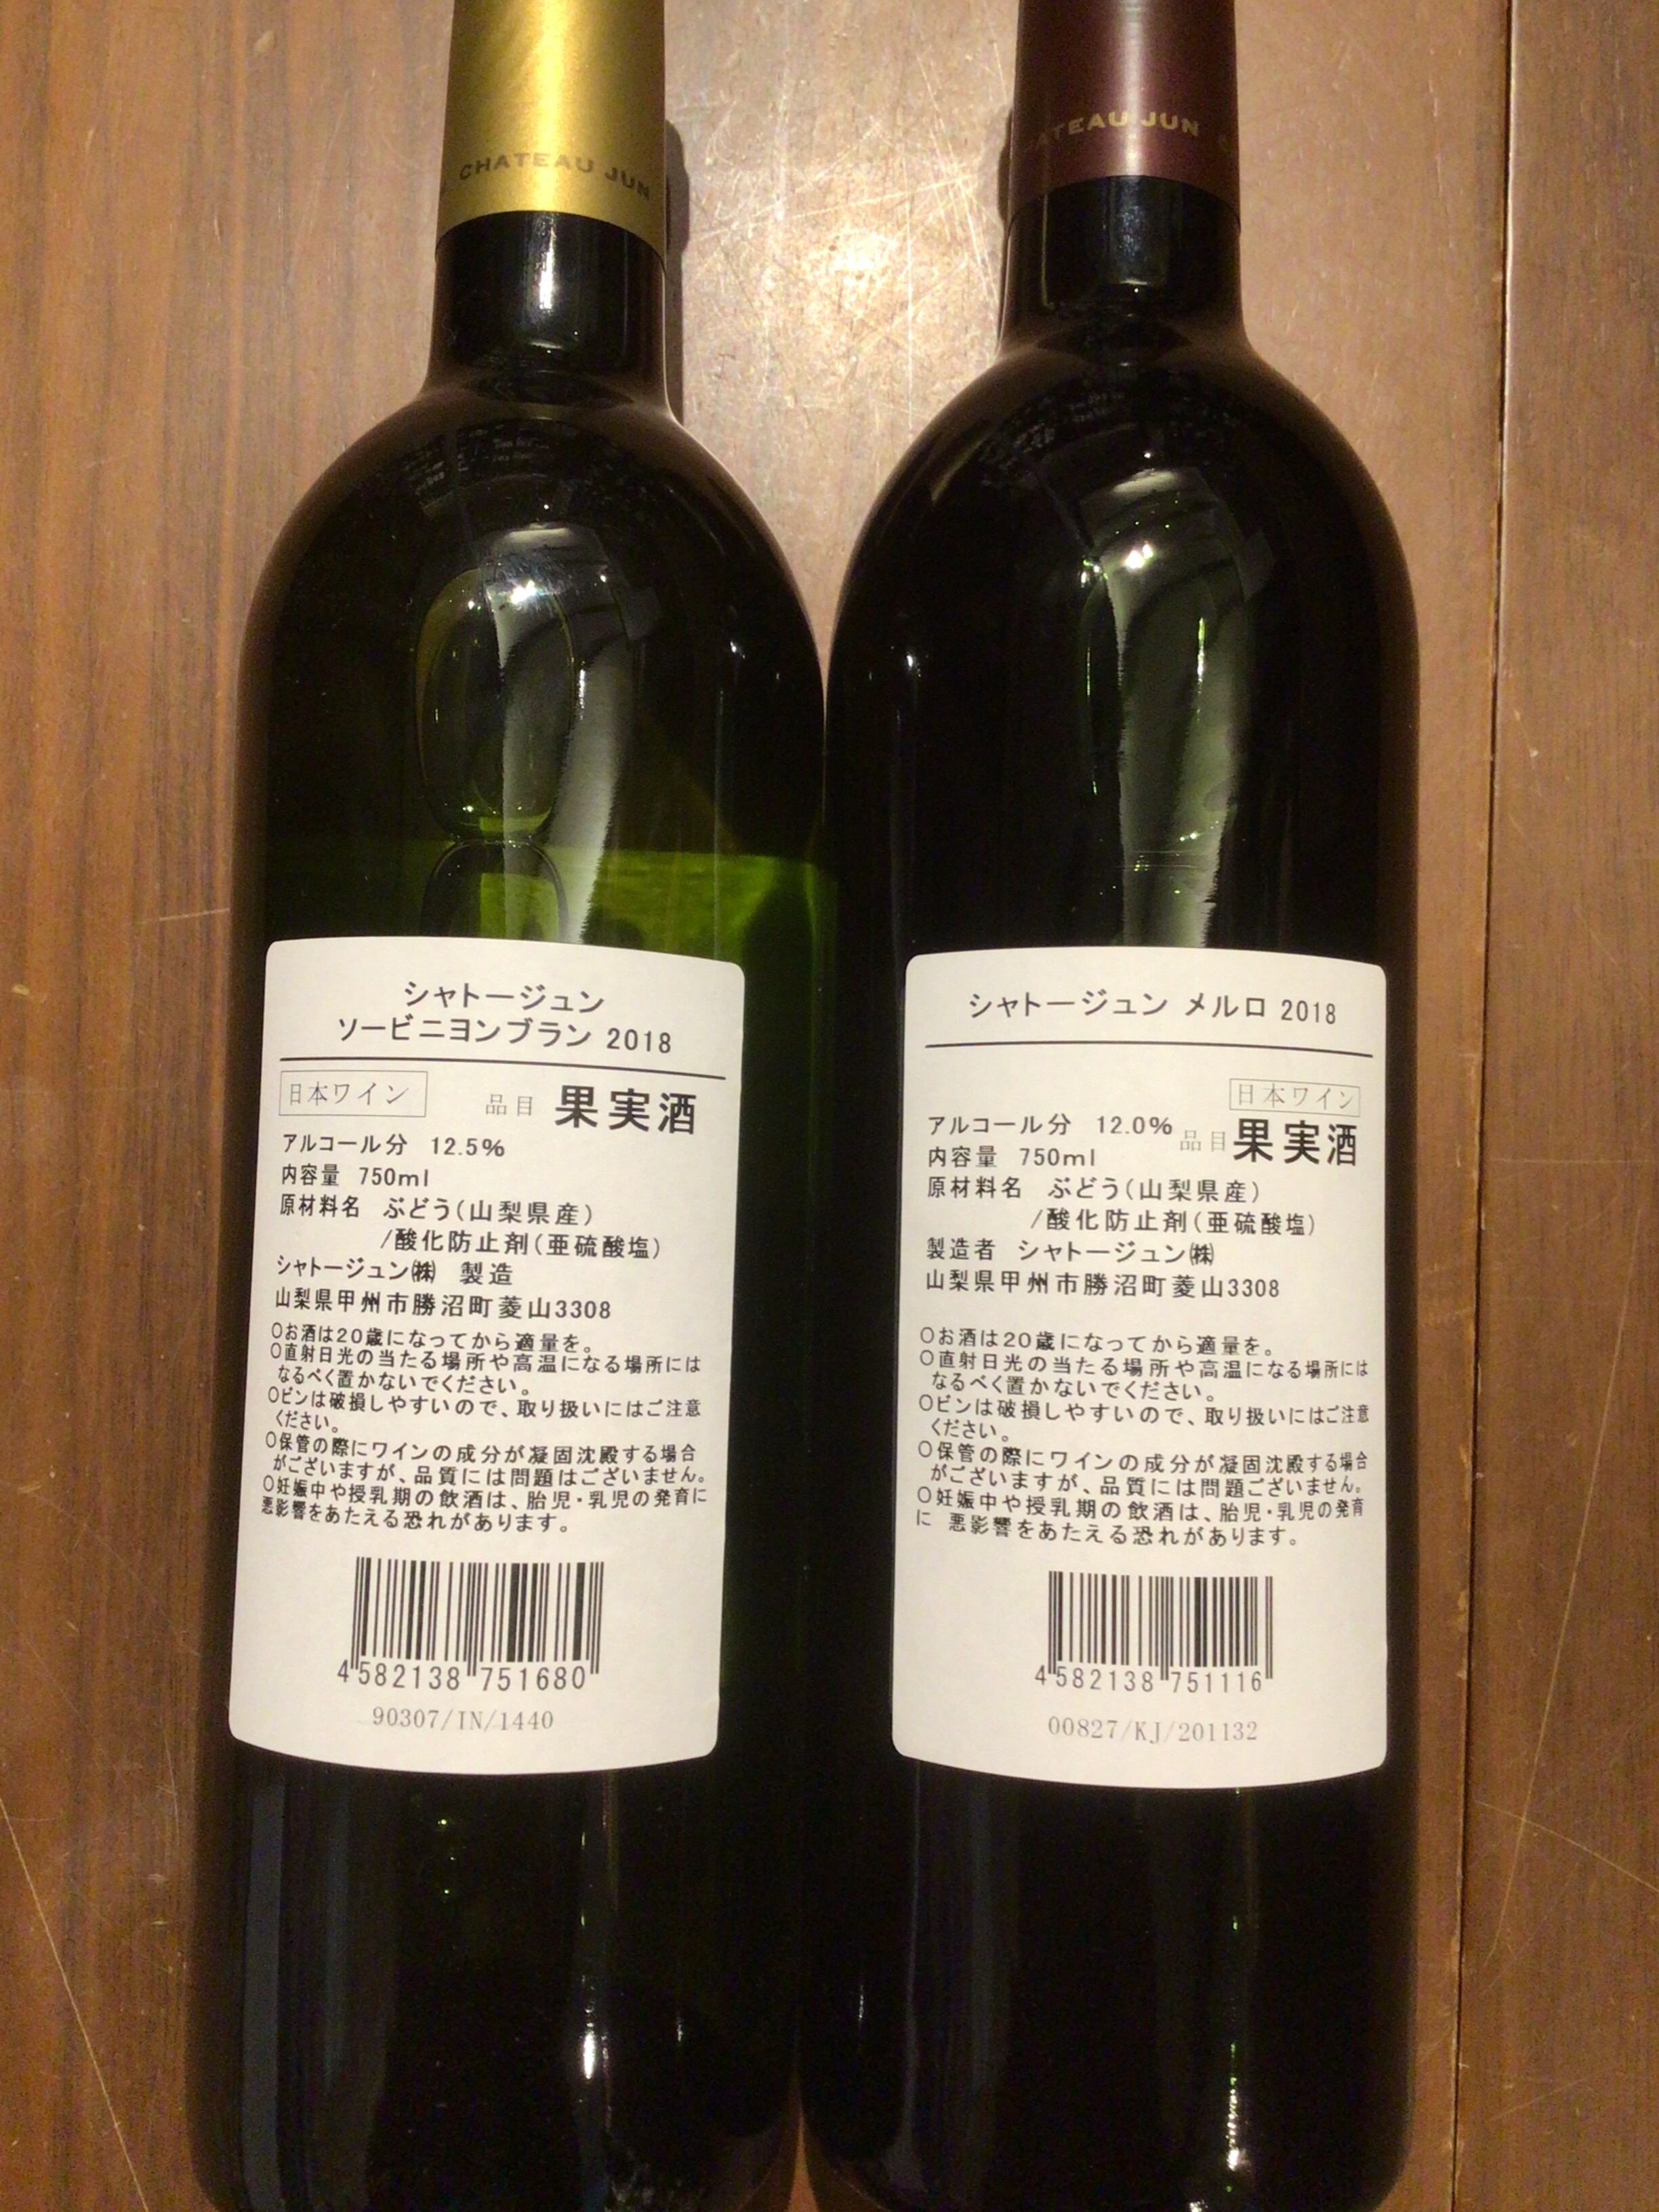 CHATEAU JUN
シャトージュン
ソービニヨンブラン 2018
日本ワイン
品目 果実酒
アルコール分 12.5%
内容量 750ml
原材料名 ぶどう(山梨県産)
/酸化防止剤(亜硫酸塩)
シャトージュン㈱ 製造
山梨県甲州市勝沼町菱山3308
○お酒は20歳になってから適量を。
○直射日光の当たる場所や高温になる場所には
なるべく置かないでください。
○ビンは破損しやすいので、取り扱いにはご注意
ください。
○保管の際にワインの成分が凝固沈殿する場合
がございますが、品質には問題はございません。
○妊娠中や授乳期の飲酒は、胎児・乳児の発育に
悪影響をあたえる恐れがあります。
4 582138 751680
90307/IN/1440
CHATEAU JUN
シャトージュン メルロ 2018
日本ワイン
アルコール分 12.0% 品目 果実酒
内容量 750ml
原材料名 ぶどう(山梨県産)
/酸化防止剤(亜硫酸塩)
製造者 シャトージュン㈱
山梨県甲州市勝沼町菱山3308
○お酒は20歳になってから適量を。
○直射日光の当たる場所や高温になる場所には
なるべく置かないでください。
○ビンは破損しやすいので、取り扱いにはご注意
ください。
○保管の際にワインの成分が凝固沈殿する場合
がございますが、品質には問題ございません。
○妊娠中や授乳期の飲酒は、胎児・乳児の発育
に 悪影響をあたえる恐れがあります。
4 582138 751116
00827/KJ/201132